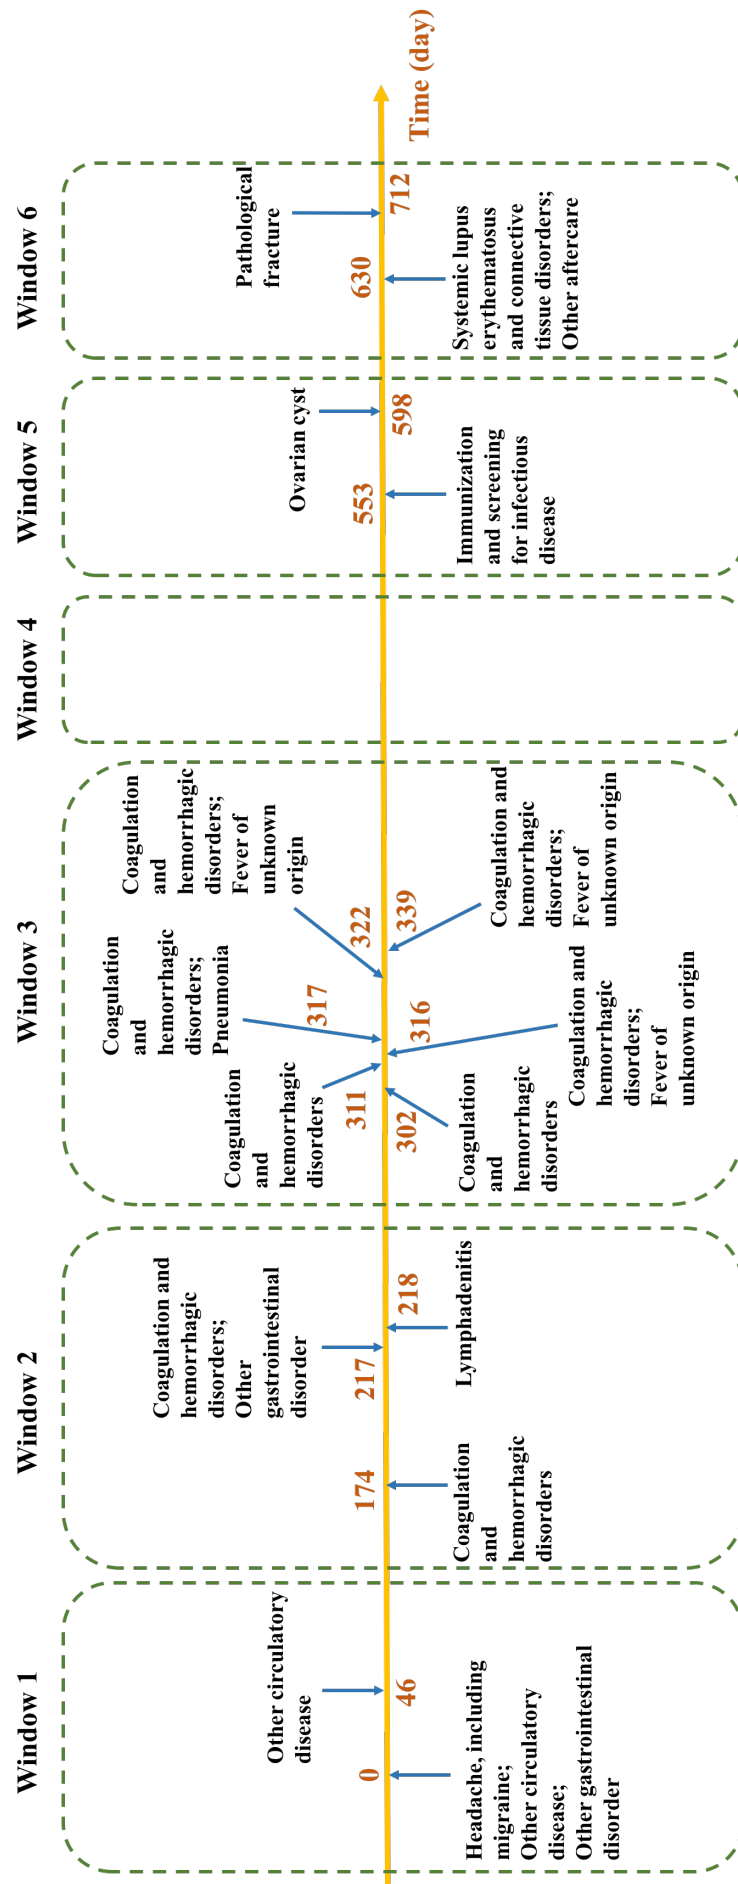 Window 1
Window 2
Window 3
Window 4
Window 5
Window 6
Other circulatory
disease
0
46
Headache, including
migraine;
Other circulatory
disease;
Other gastrointestinal
disorder
Coagulation and
hemorrhagic
disorders;
Other
gastrointestinal
disorder
174
217
218
Coagulation
and
hemorrhagic
disorders
Lymphadenitis
Coagulation
and
hemorrhagic
disorders
311
302
Coagulation
and
hemorrhagic
disorders
Coagulation
and
hemorrhagic
disorders;
Pneumonia
317
316
Coagulation and
hemorrhagic
disorders;
Fever of
unknown origin
Coagulation
and
hemorrhagic
disorders;
Fever of
unknown
origin
322
339
Coagulation and
hemorrhagic
disorders;
Fever of
unknown origin
Ovarian cyst
553
598
Immunization
and screening
for infectious
disease
Pathological
fracture
630
712
Systemic lupus
erythematosus
and connective
tissue disorders;
Other aftercare
Time (day)